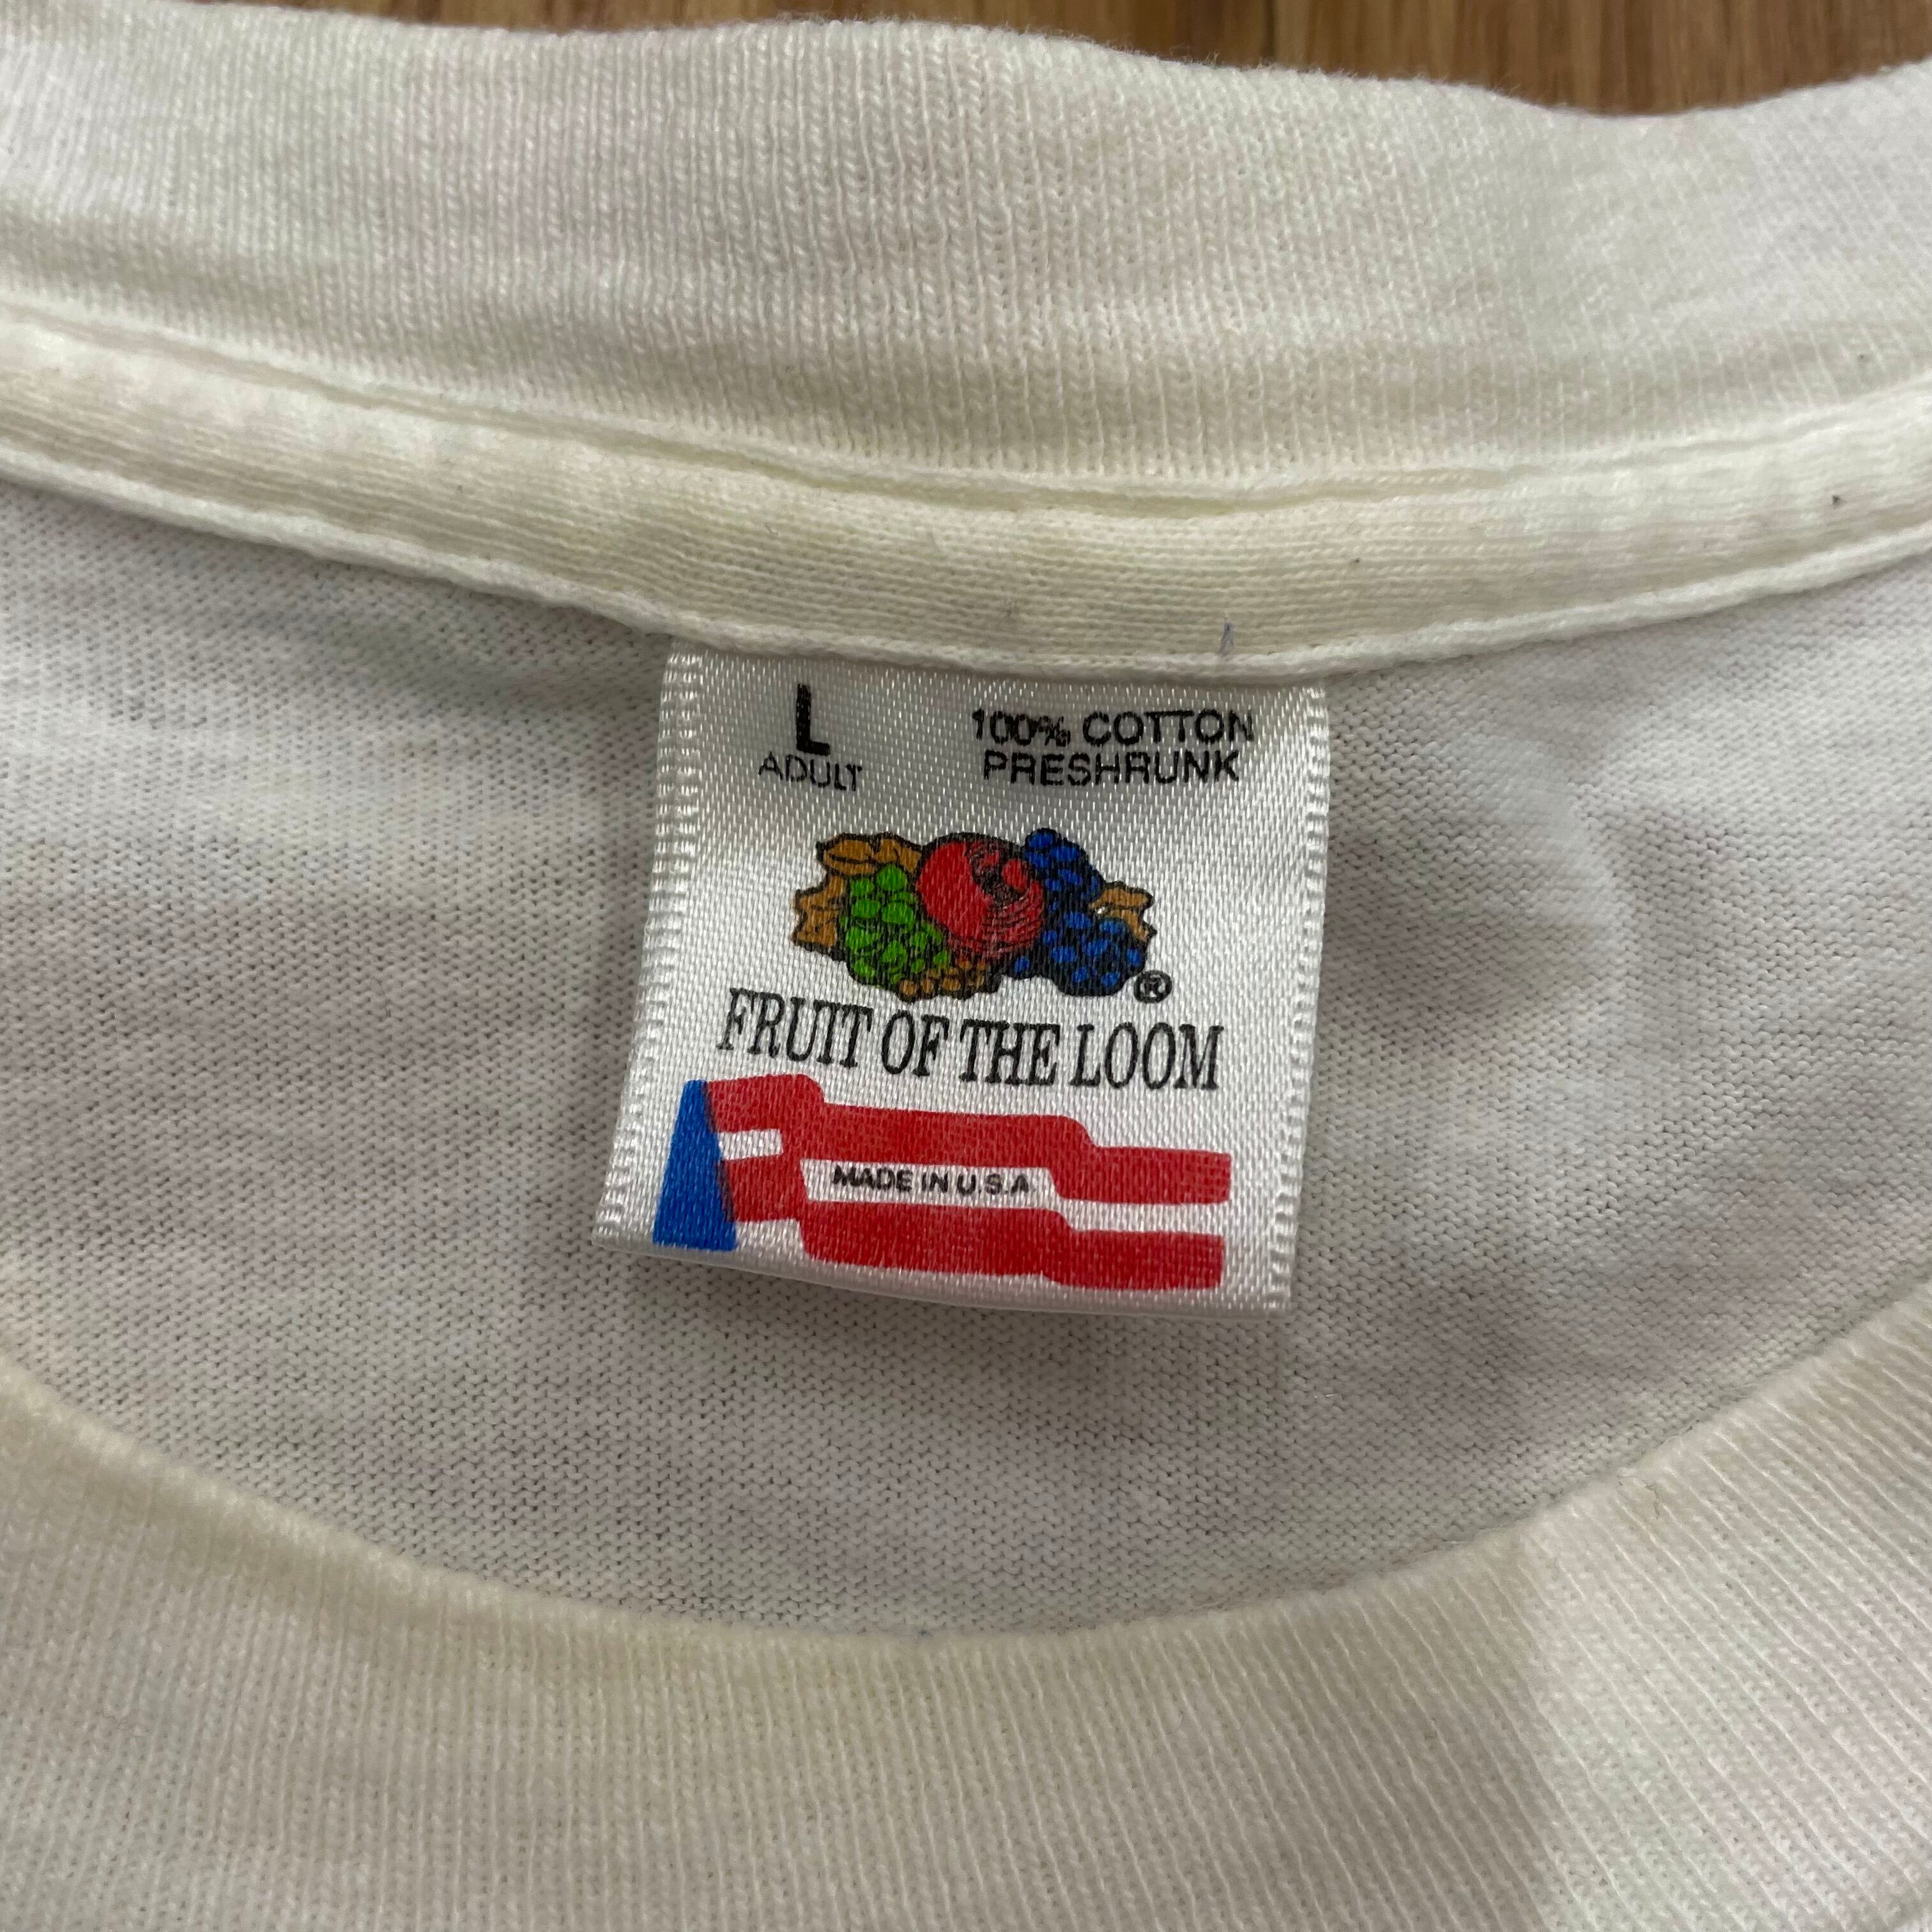 L
ADULT
100% COTTON
PRESHRUNK
®
FRUIT OF THE LOOM
MADE IN U.S.A